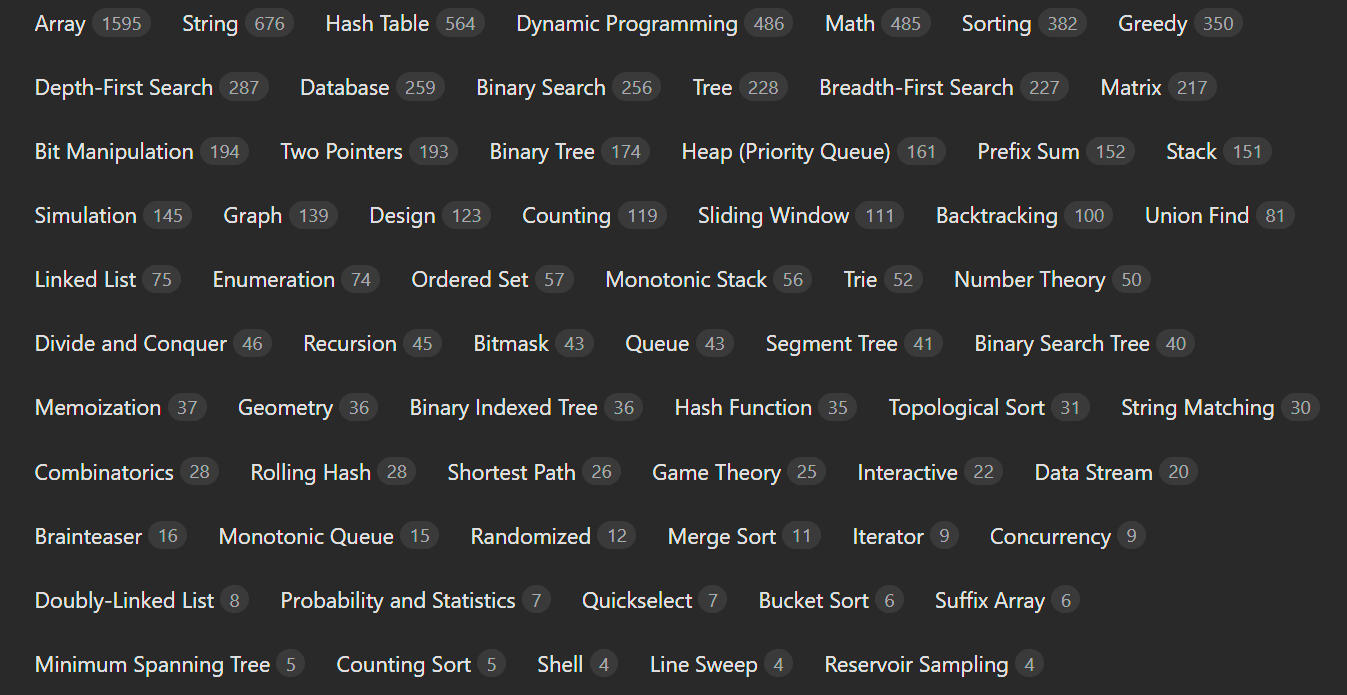 Array 1595 String 676 Hash Table 564 Dynamic Programming 486 Math 485 Sorting 382 Greedy 350
Depth-First Search 287 Database 259 Binary Search 256 Tree 228 Breadth-First Search 227 Matrix 217
Bit Manipulation 194 Two Pointers 193 Binary Tree 174 Heap (Priority Queue) 161 Prefix Sum 152 Stack 151
Simulation 145 Graph 139 Design 123 Counting 119 Sliding Window 111 Backtracking 100 Union Find 81
Linked List 75 Enumeration 74 Ordered Set 57 Monotonic Stack 56 Trie 52 Number Theory 50
Divide and Conquer 46 Recursion 45 Bitmask 43 Queue 43 Segment Tree 41 Binary Search Tree 40
Memoization 37 Geometry 36 Binary Indexed Tree 36 Hash Function 35 Topological Sort 31 String Matching 30
Combinatorics 28 Rolling Hash 28 Shortest Path 26 Game Theory 25 Interactive 22 Data Stream 20
Brainteaser 16 Monotonic Queue 15 Randomized 12 Merge Sort 11 Iterator 9 Concurrency 9
Doubly-Linked List 8 Probability and Statistics 7 Quickselect 7 Bucket Sort 6 Suffix Array 6
Minimum Spanning Tree 5 Counting Sort 5 Shell 4 Line Sweep 4 Reservoir Sampling 4